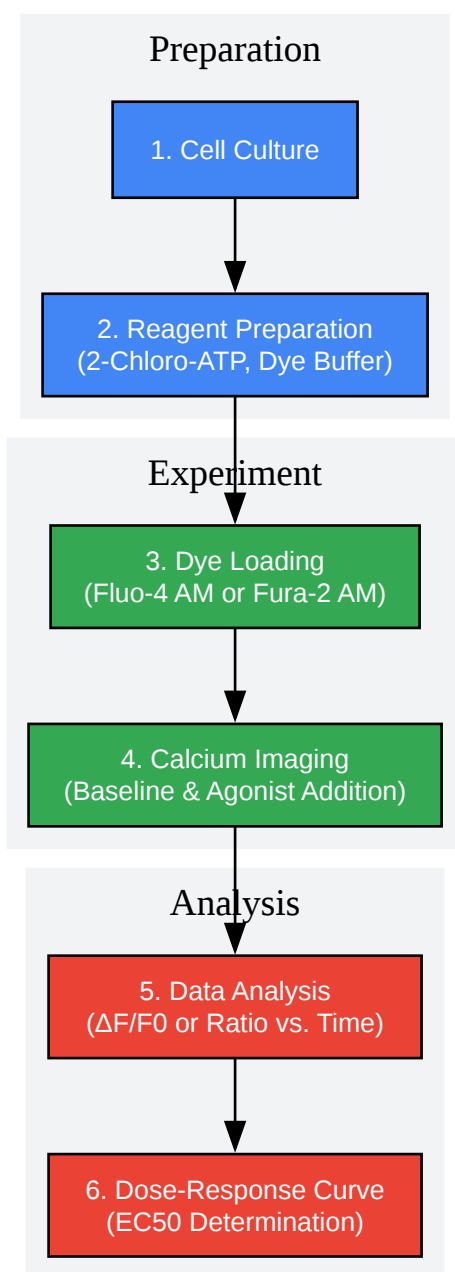 Preparation
1. Cell Culture
2. Reagent Preparation
(2-Chloro-ATP, Dye Buffer)
Experiment
3. Dye Loading
(Fluo-4 AM or Fura-2 AM)
4. Calcium Imaging
(Baseline & Agonist Addition)
Analysis
5. Data Analysis
(ΔF/F0 or Ratio vs. Time)
6. Dose-Response Curve
(EC50 Determination)